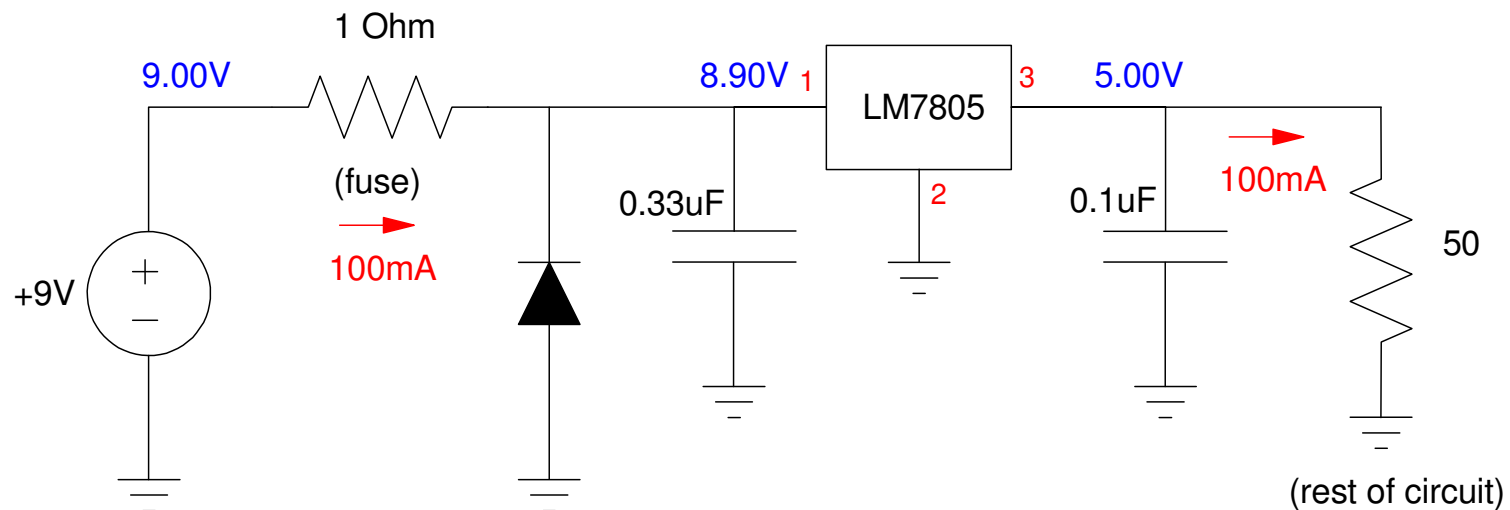 1 Ohm
9.00V
8.90V
1
LM7805
3
5.00V
(fuse)
100mA
0.33uF
2
0.1uF
100mA
50
+9V
(rest of circuit)